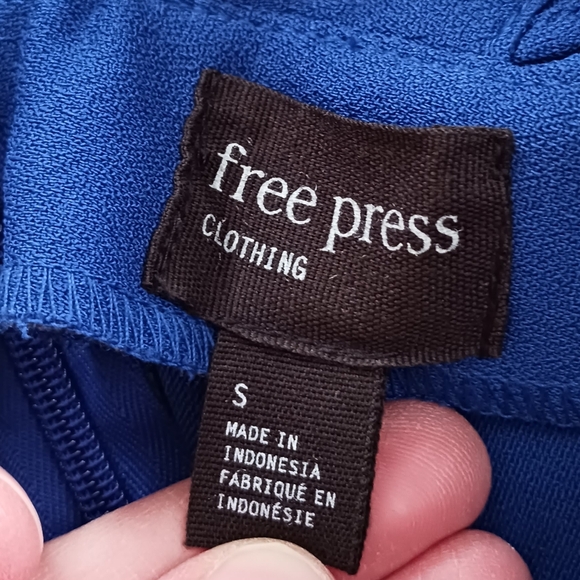 free press
CLOTHING
S
MADE IN
INDONESIA
FABRIQUÉ EN
INDONÉSIE